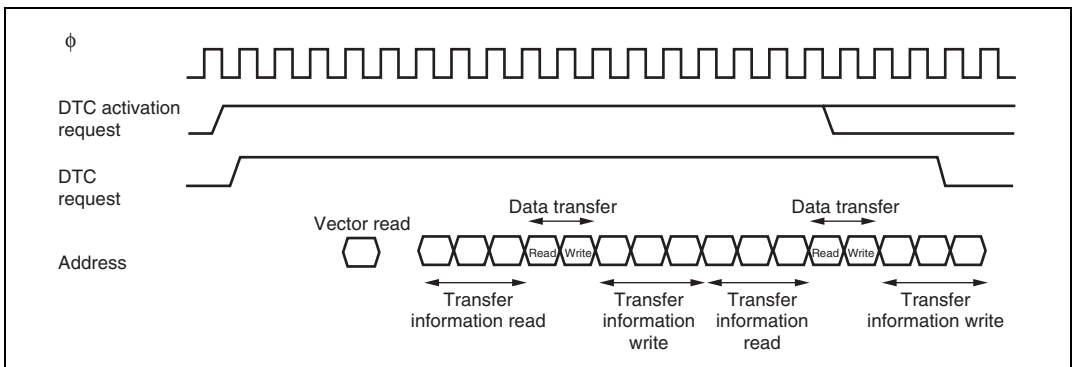 ϕ
DTC activation
request
DTC
request
Address
Vector read
Data transfer
Data transfer
Read
Write
Read
Write
Transfer
information read
Transfer
information
write
Transfer
information
read
Transfer
information write